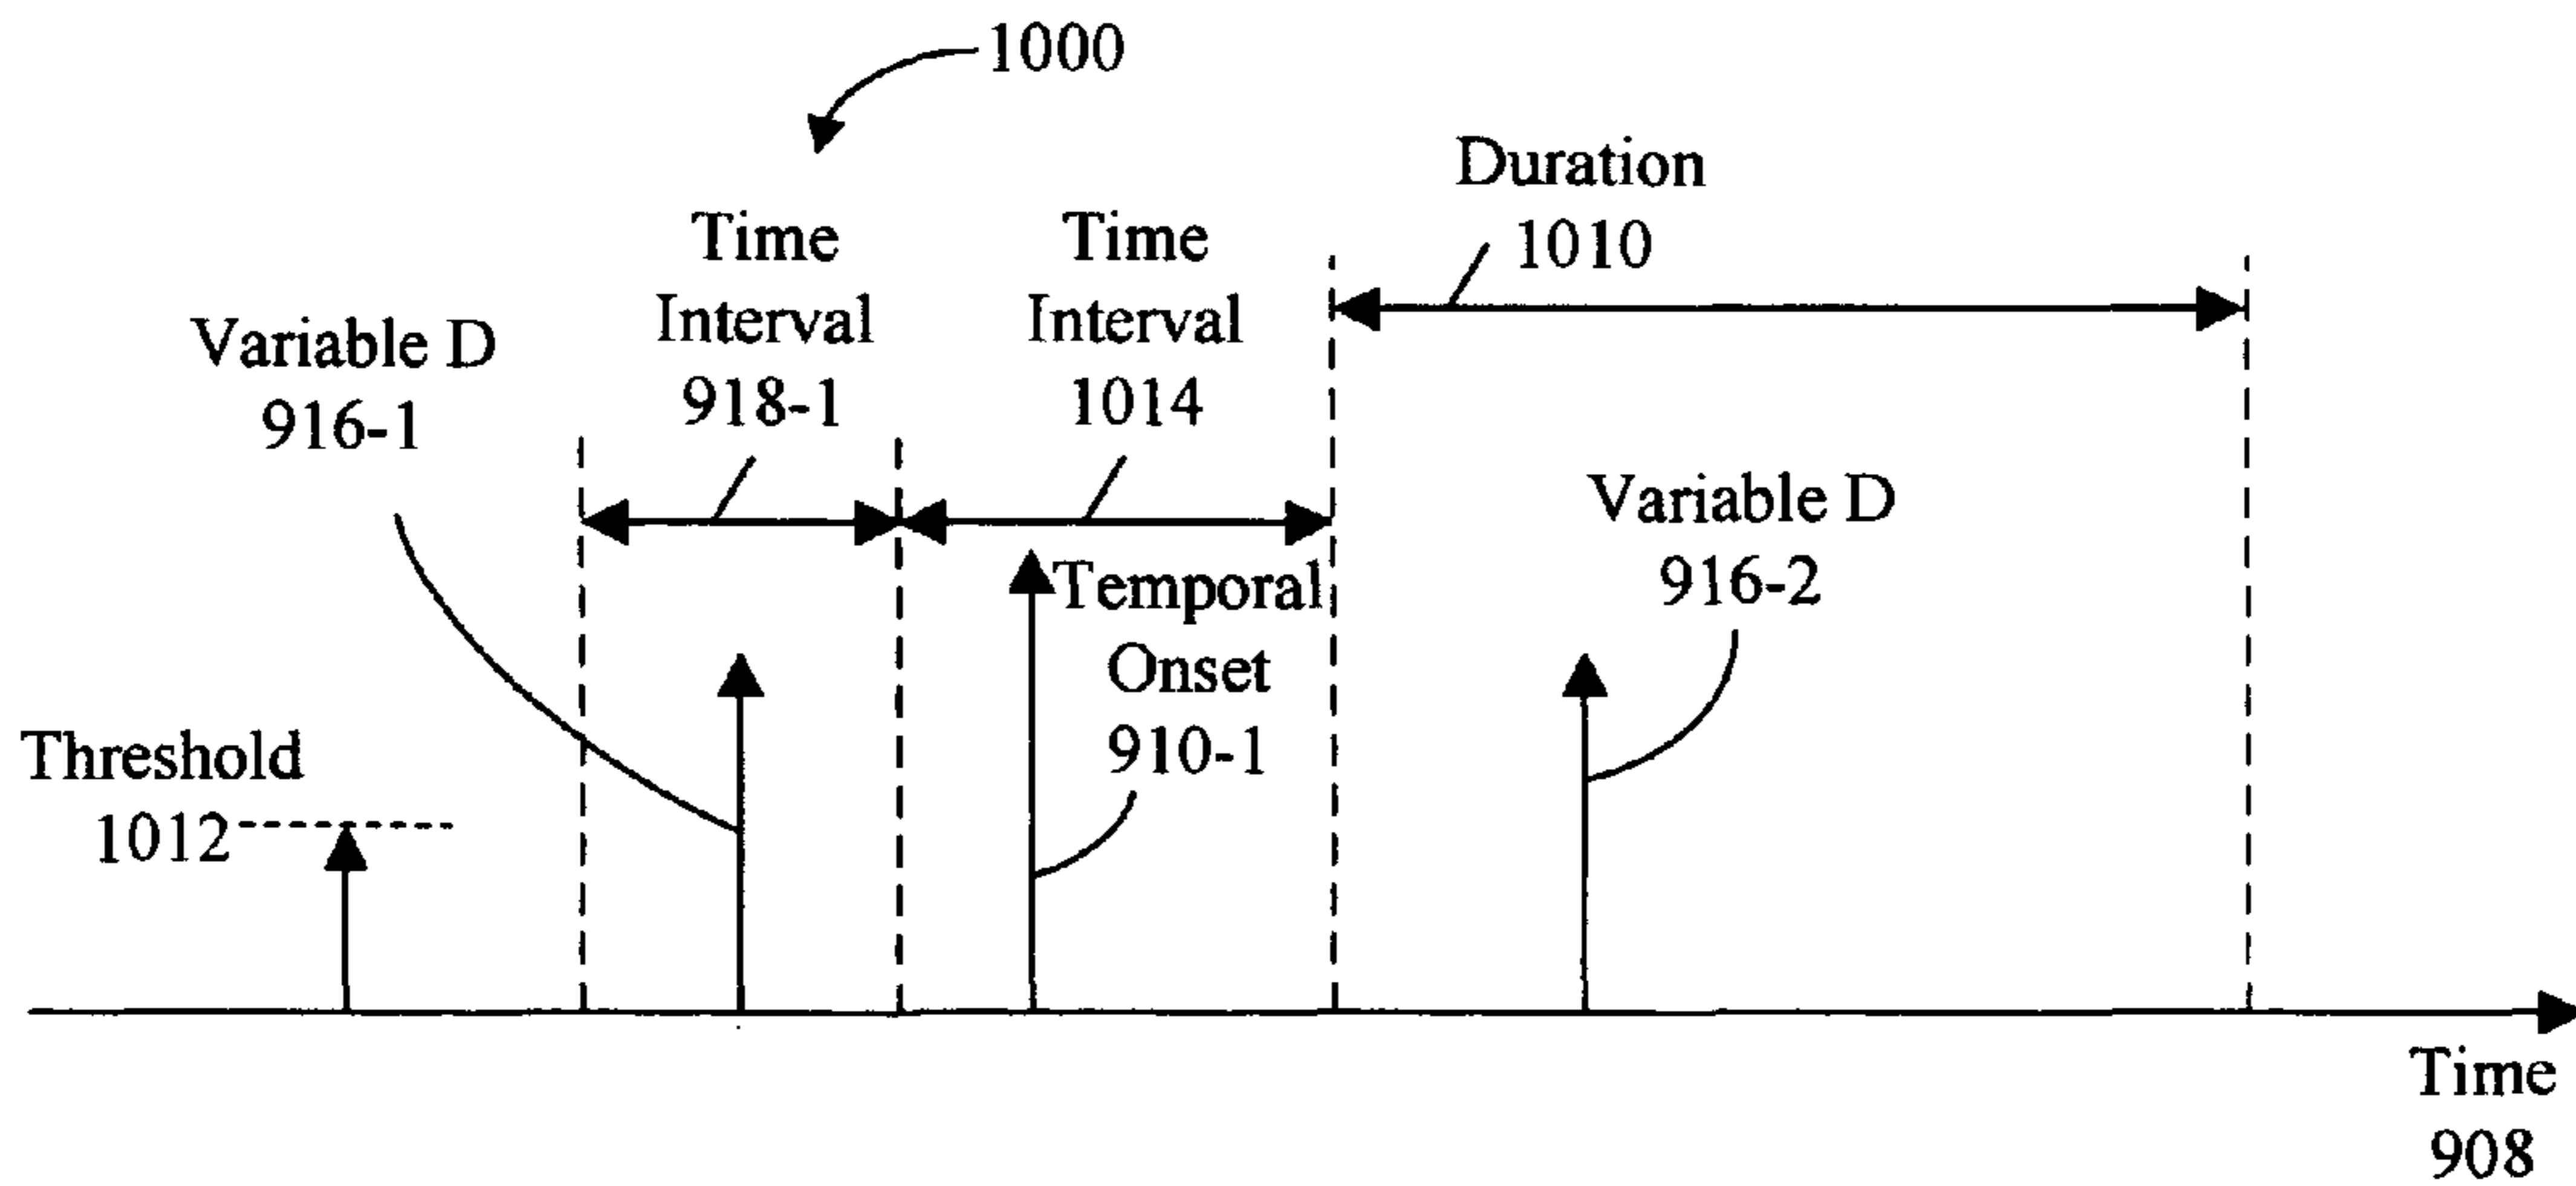 1000
Duration
1010
Time
Interval
918-1
Time
Interval
1014
Variable D
916-1
Variable D
916-2
Temporal
Onset
910-1
Threshold
1012
Time
908